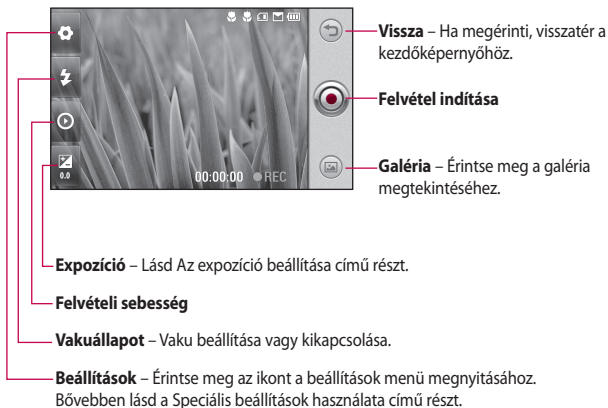 0.0
00:00:00 REC
Vissza – Ha megérinti, visszatér a
kezdőképernyőhöz.
Felvétel indítása
Galéria – Érintse meg a galéria
megtekintéséhez.
Expozíció – Lásd Az expozíció beállítása című részt.
Felvételi sebesség
Vakuállapot – Vaku beállítása vagy kikapcsolása.
Beállítások – Érintse meg az ikont a beállítások menü megnyitásához.
Bővebben lásd a Speciális beállítások használata című részt.